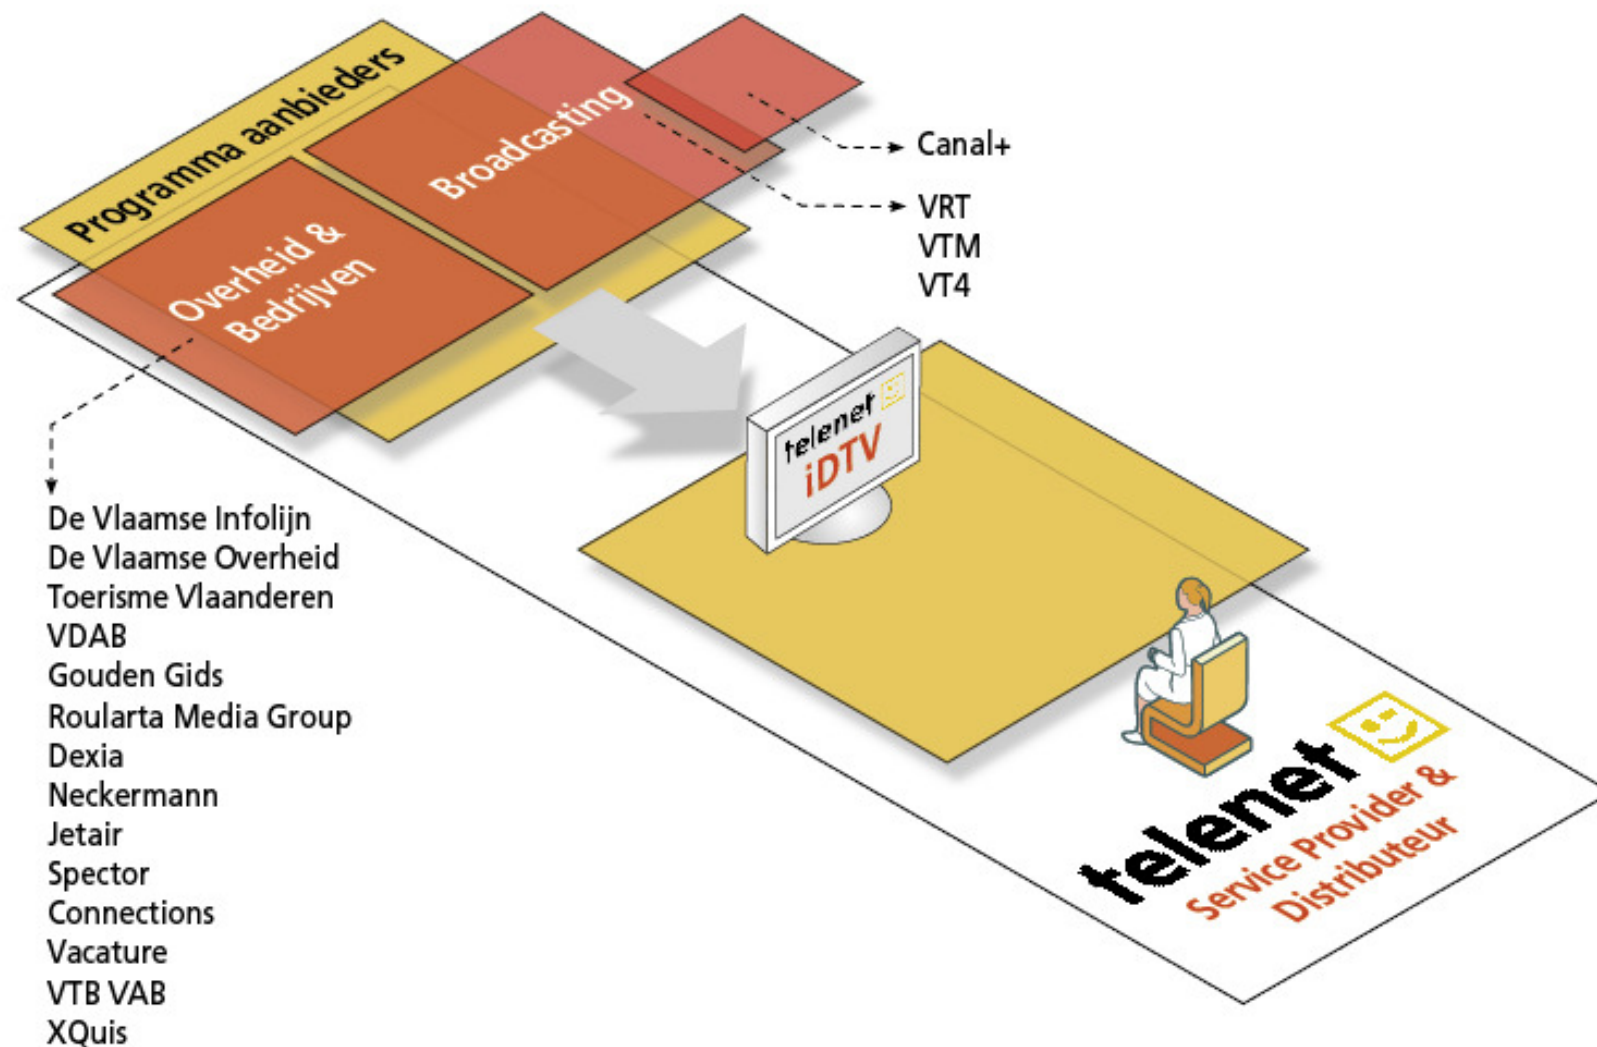 Programma aanbieders
Broadcasting
Overheid &
Bedrijven
Canal+
VRT
VTM
VT4
telenet
iDTV
De Vlaamse Infolijn
De Vlaamse Overheid
Toerisme Vlaanderen
VDAB
Gouden Gids
Roularta Media Group
Dexia
Neckermann
Jetair
Spector
Connections
Vacature
VTB VAB
XQuis
telenet
Service Provider &
Distributeur